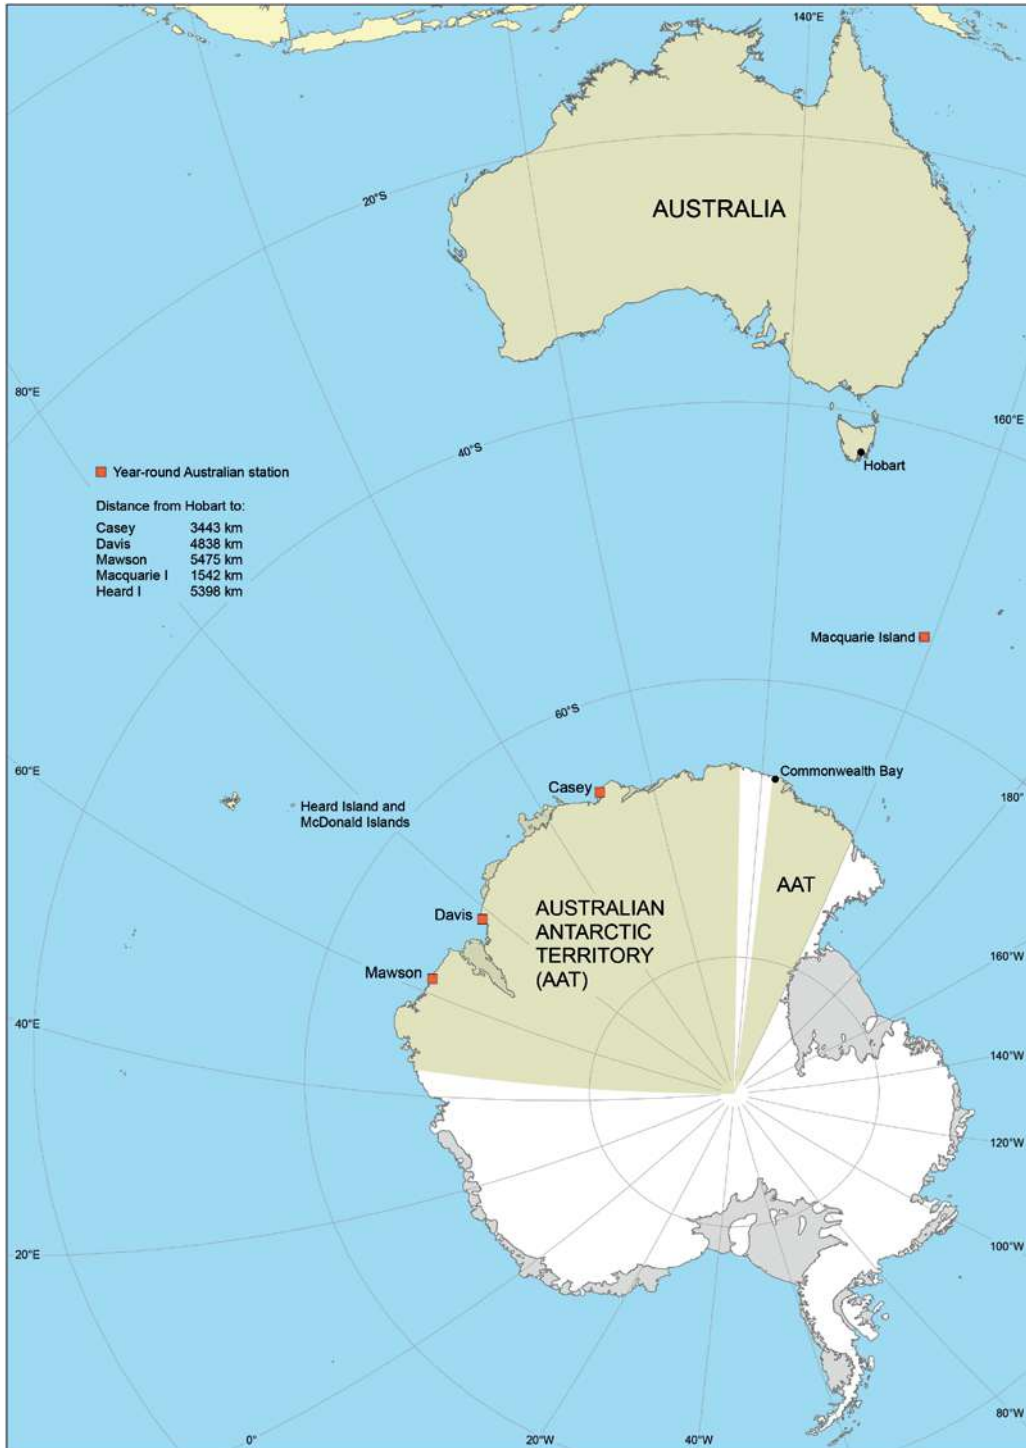 140°E
20°S
AUSTRALIA
80°E
160°E
40°S
Hobart
Year-round Australian station
Distance from Hobart to:
Casey 3443 km
Davis 4838 km
Mawson 5475 km
Macquarie I 1542 km
Heard I 5398 km
Macquarie Island
60°S
60°E
Commonwealth Bay
Casey
180°
Heard Island and
McDonald Islands
AAT
Davis
AUSTRALIAN
ANTARCTIC
TERRITORY
(AAT)
160°W
Mawson
40°E
140°W
120°W
20°E
100°W
80°W
0°
20°W
40°W